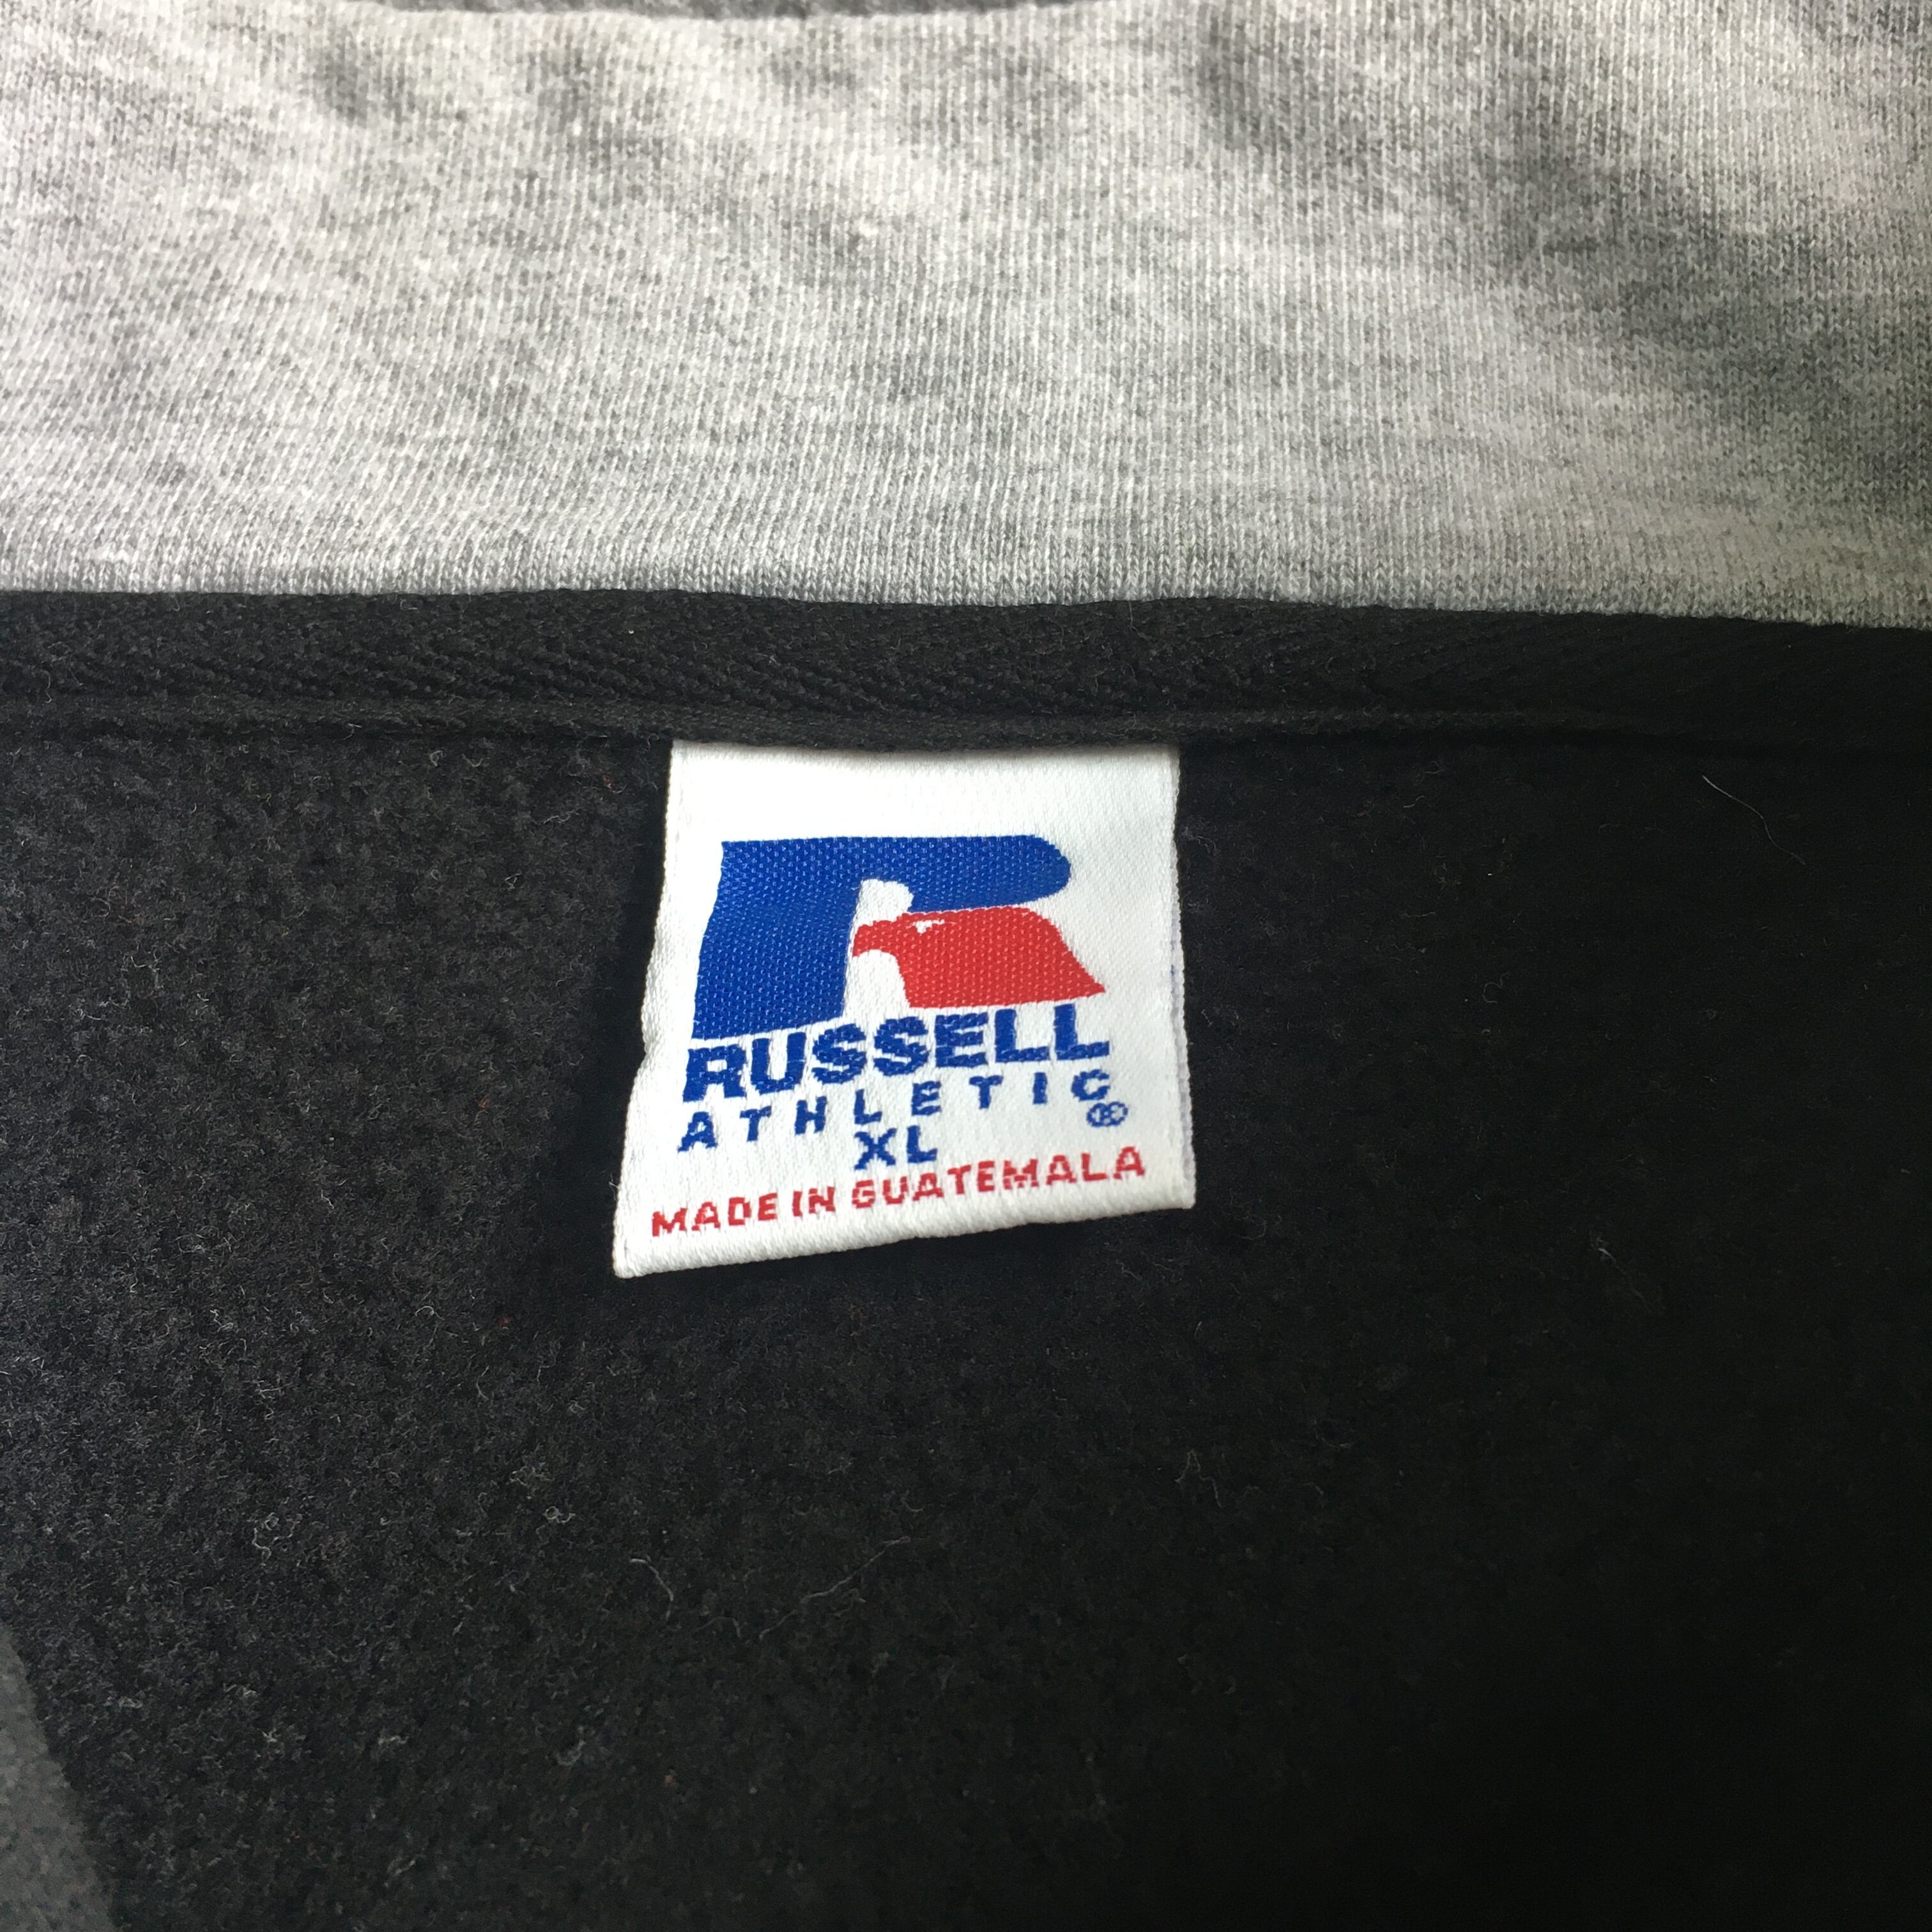 RUSSELL
ATHLETIC®
XL
MADE IN GUATEMALA